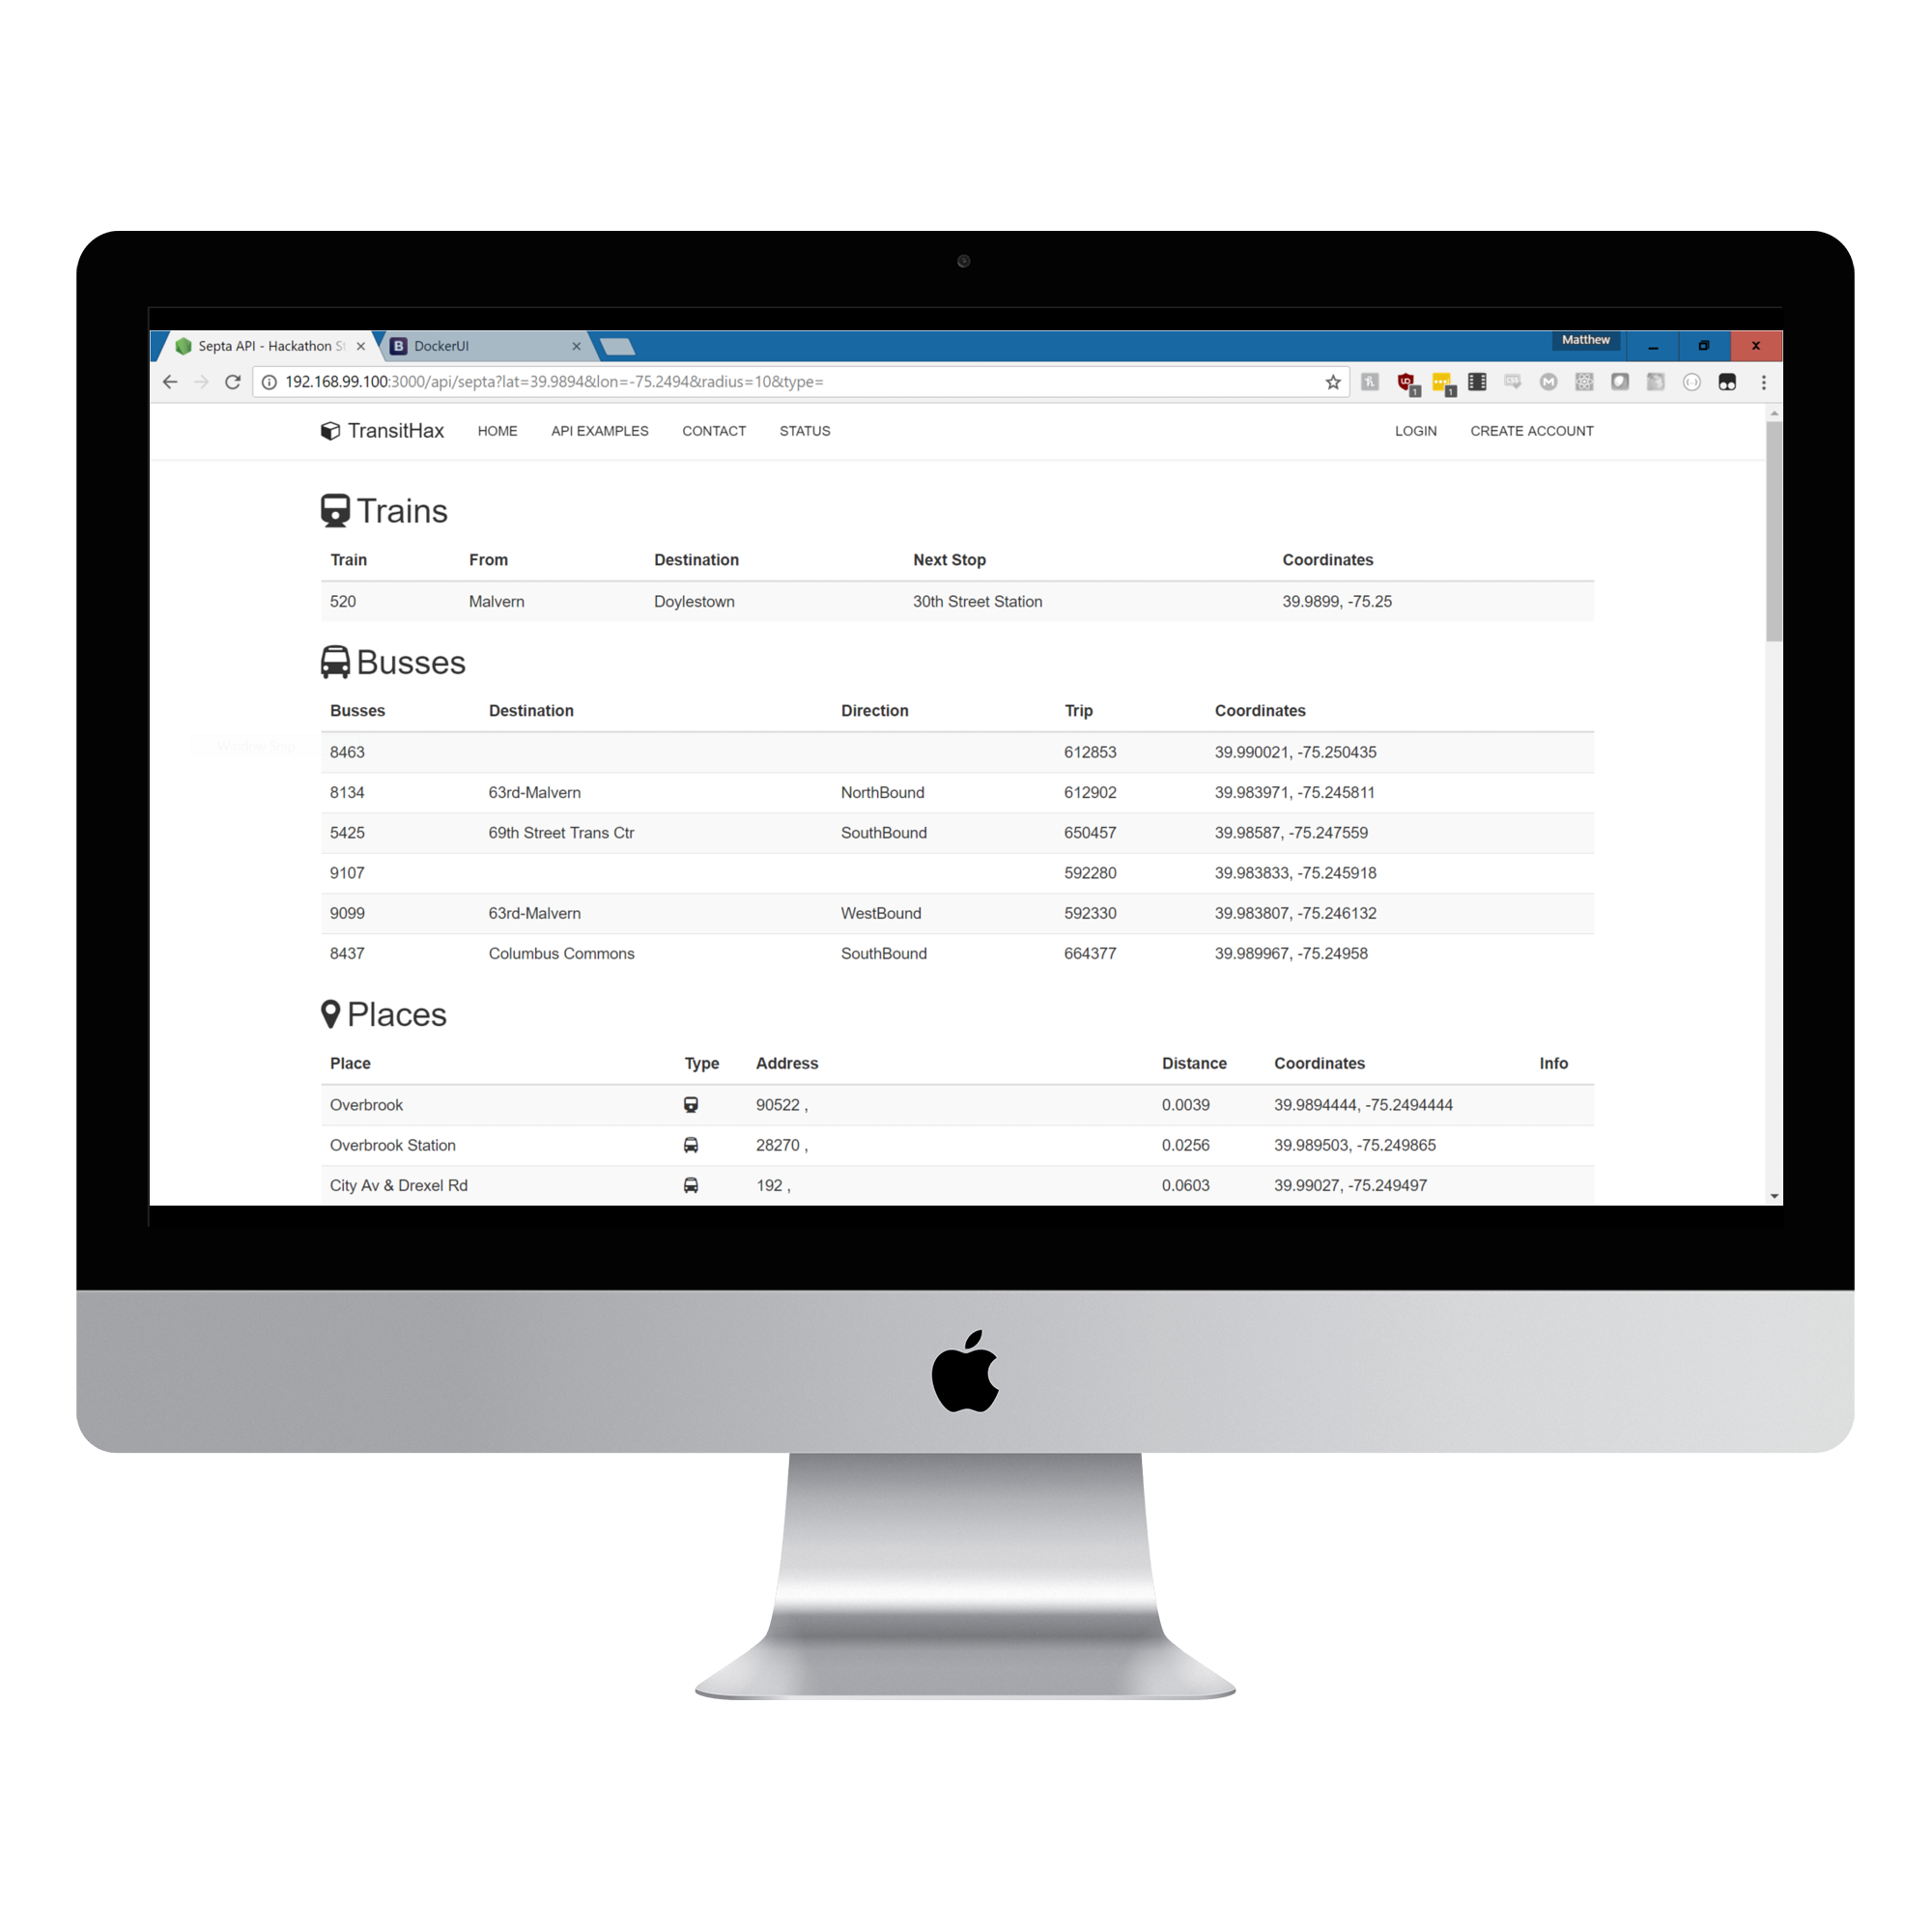 Septa API - Hackathon St
DockerUI
Matthew
192.168.99.100:3000/api/septa?lat=39.9894&lon=-75.2494&radius=10&type=
1 1
TransitHax HOME API EXAMPLES CONTACT STATUS LOGIN CREATE ACCOUNT
Trains
Train From Destination Next Stop Coordinates
520 Malvern Doylestown 30th Street Station 39.9899, -75.25
Busses
Busses Destination Direction Trip Coordinates
8463 612853 39.990021, -75.250435
8134 63rd-Malvern NorthBound 612902 39.983971, -75.245811
5425 69th Street Trans Ctr SouthBound 650457 39.98587, -75.247559
9107 592280 39.983833, -75.245918
9099 63rd-Malvern WestBound 592330 39.983807, -75.246132
8437 Columbus Commons SouthBound 664377 39.989967, -75.24958
Places
Place Type Address Distance Coordinates Info
Overbrook 90522 , 0.0039 39.9894444, -75.2494444
Overbrook Station 28270 , 0.0256 39.989503, -75.249865
City Av & Drexel Rd 192 , 0.0603 39.99027, -75.249497